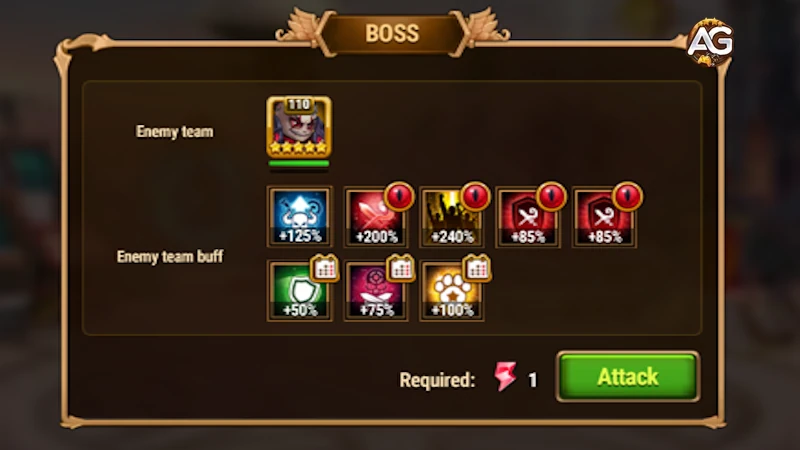 BOSS
AG
110
Enemy team
+125%
+200%
+240%
+85%
+85%
Enemy team buff
+50%
+75%
+100%
Required:
1
Attack